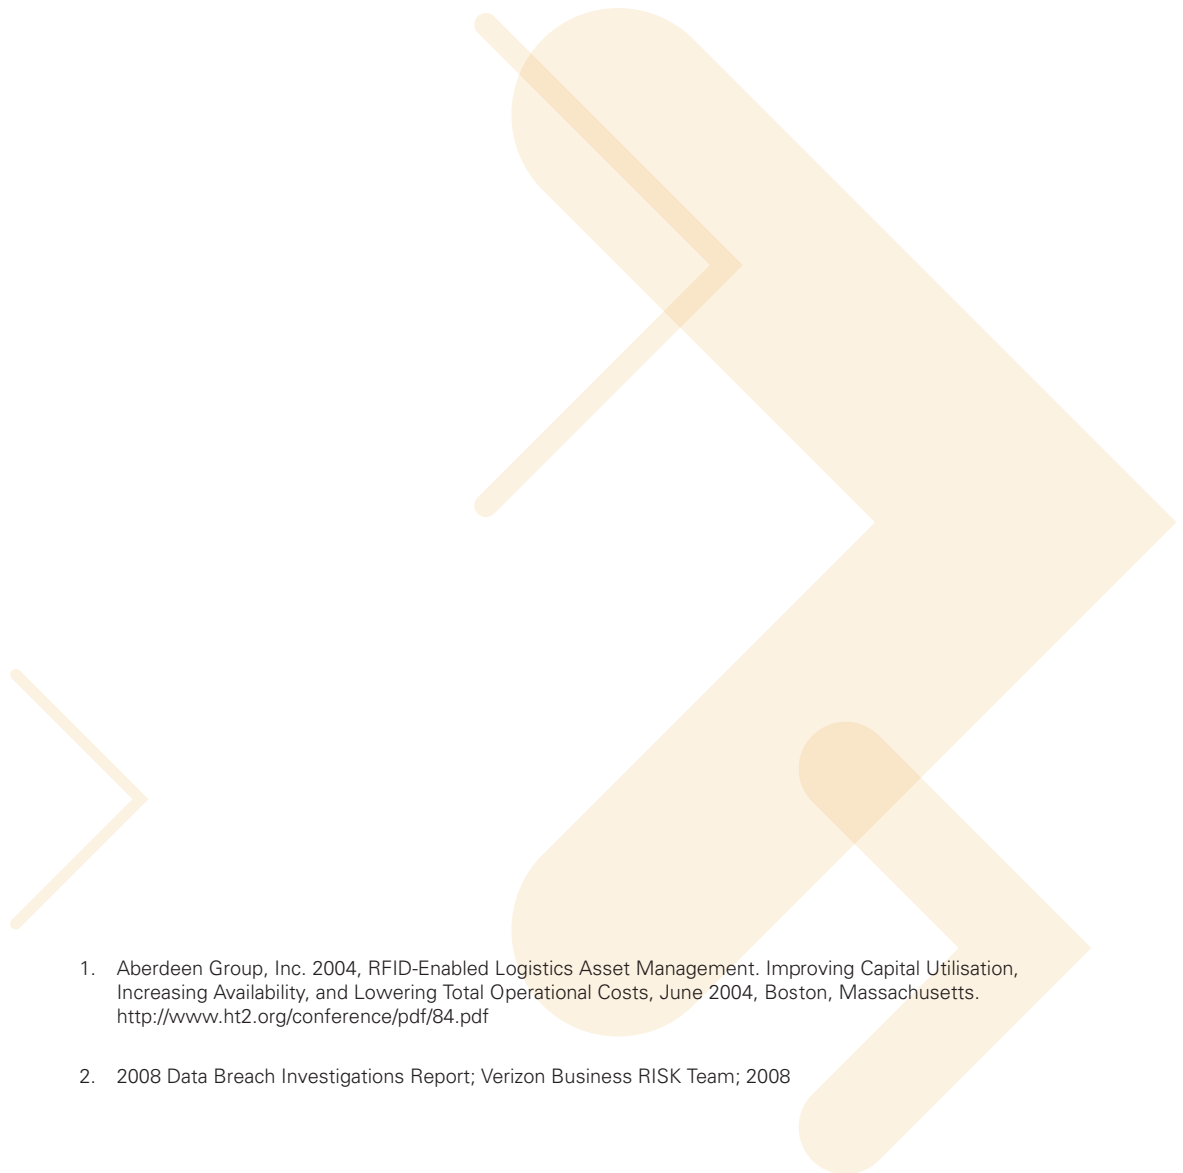 1. Aberdeen Group, Inc. 2004, RFID-Enabled Logistics Asset Management. Improving Capital Utilisation,
Increasing Availability, and Lowering Total Operational Costs, June 2004, Boston, Massachusetts.
http://www.ht2.org/conference/pdf/84.pdf
2. 2008 Data Breach Investigations Report; Verizon Business RISK Team; 2008